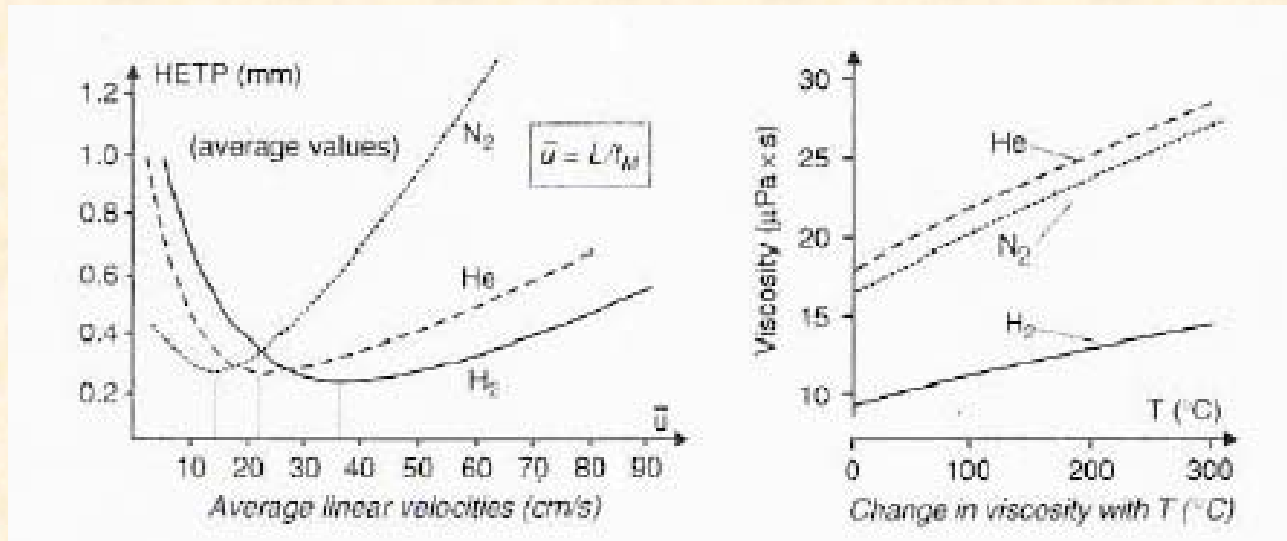 HETP (mm)
1.2
1.0
0.8
0.6
0.4
0.2
(average values)
N₂
ū = L/t_M
He
H₂
ū
10 20 30 40 50 60 70 80 90
Average linear velocities (cm/s)
Viscosity (µPa × s)
30
25
20
15
10
He
N₂
H₂
T (°C)
0 100 200 300
Change in viscosity with T (°C)